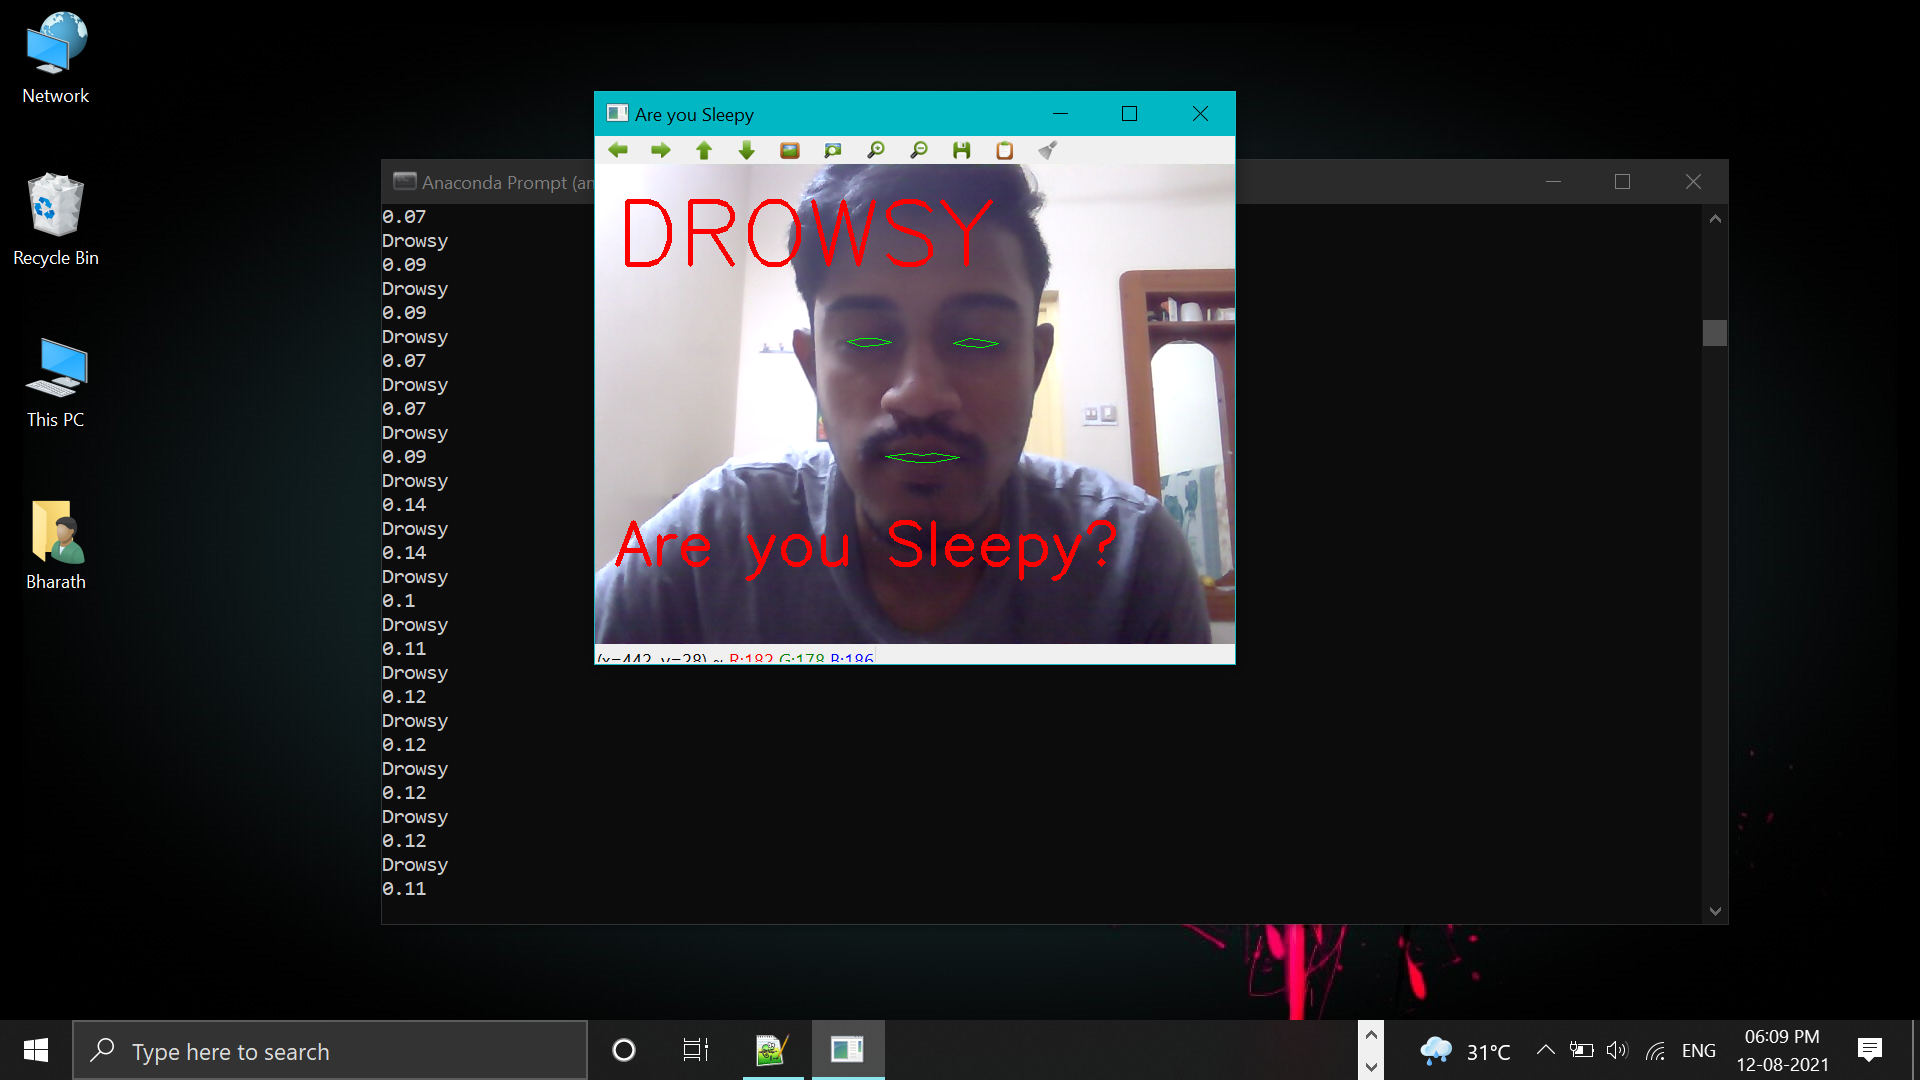 Network
Recycle Bin
This PC
Bharath
Are you Sleepy
Anaconda Prompt (an
DROWSY
Are you Sleepy?
(x=442, y=28) ~ R:182 G:178 B:186
0.07
Drowsy
0.09
Drowsy
0.09
Drowsy
0.07
Drowsy
0.07
Drowsy
0.09
Drowsy
0.14
Drowsy
0.14
Drowsy
0.1
Drowsy
0.11
Drowsy
0.12
Drowsy
0.12
Drowsy
0.12
Drowsy
0.12
Drowsy
0.11
Type here to search
31°C
ENG
06:09 PM
12-08-2021